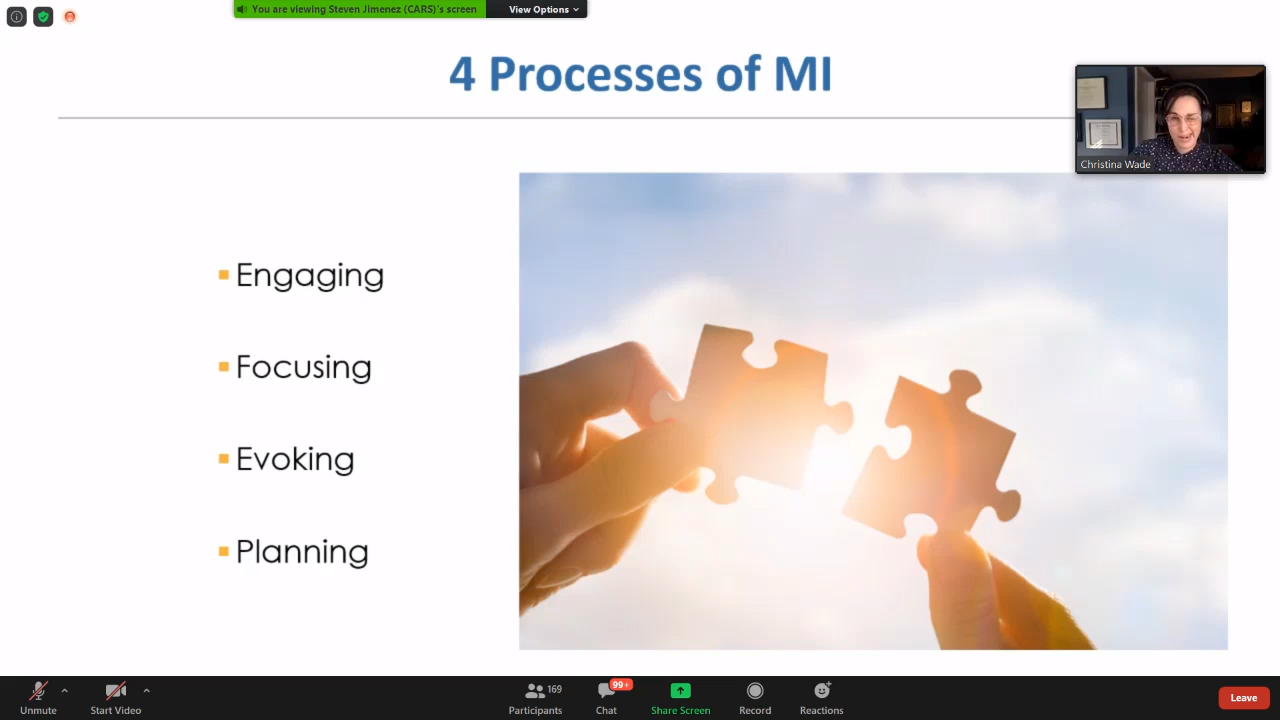 You are viewing Steven Jimenez (CARS)'s screen
View Options
4 Processes of MI
Christina Wade
Engaging
Focusing
Evoking
Planning
Unmute
Start Video
Participants
169
Chat
99+
Share Screen
Record
Reactions
Leave